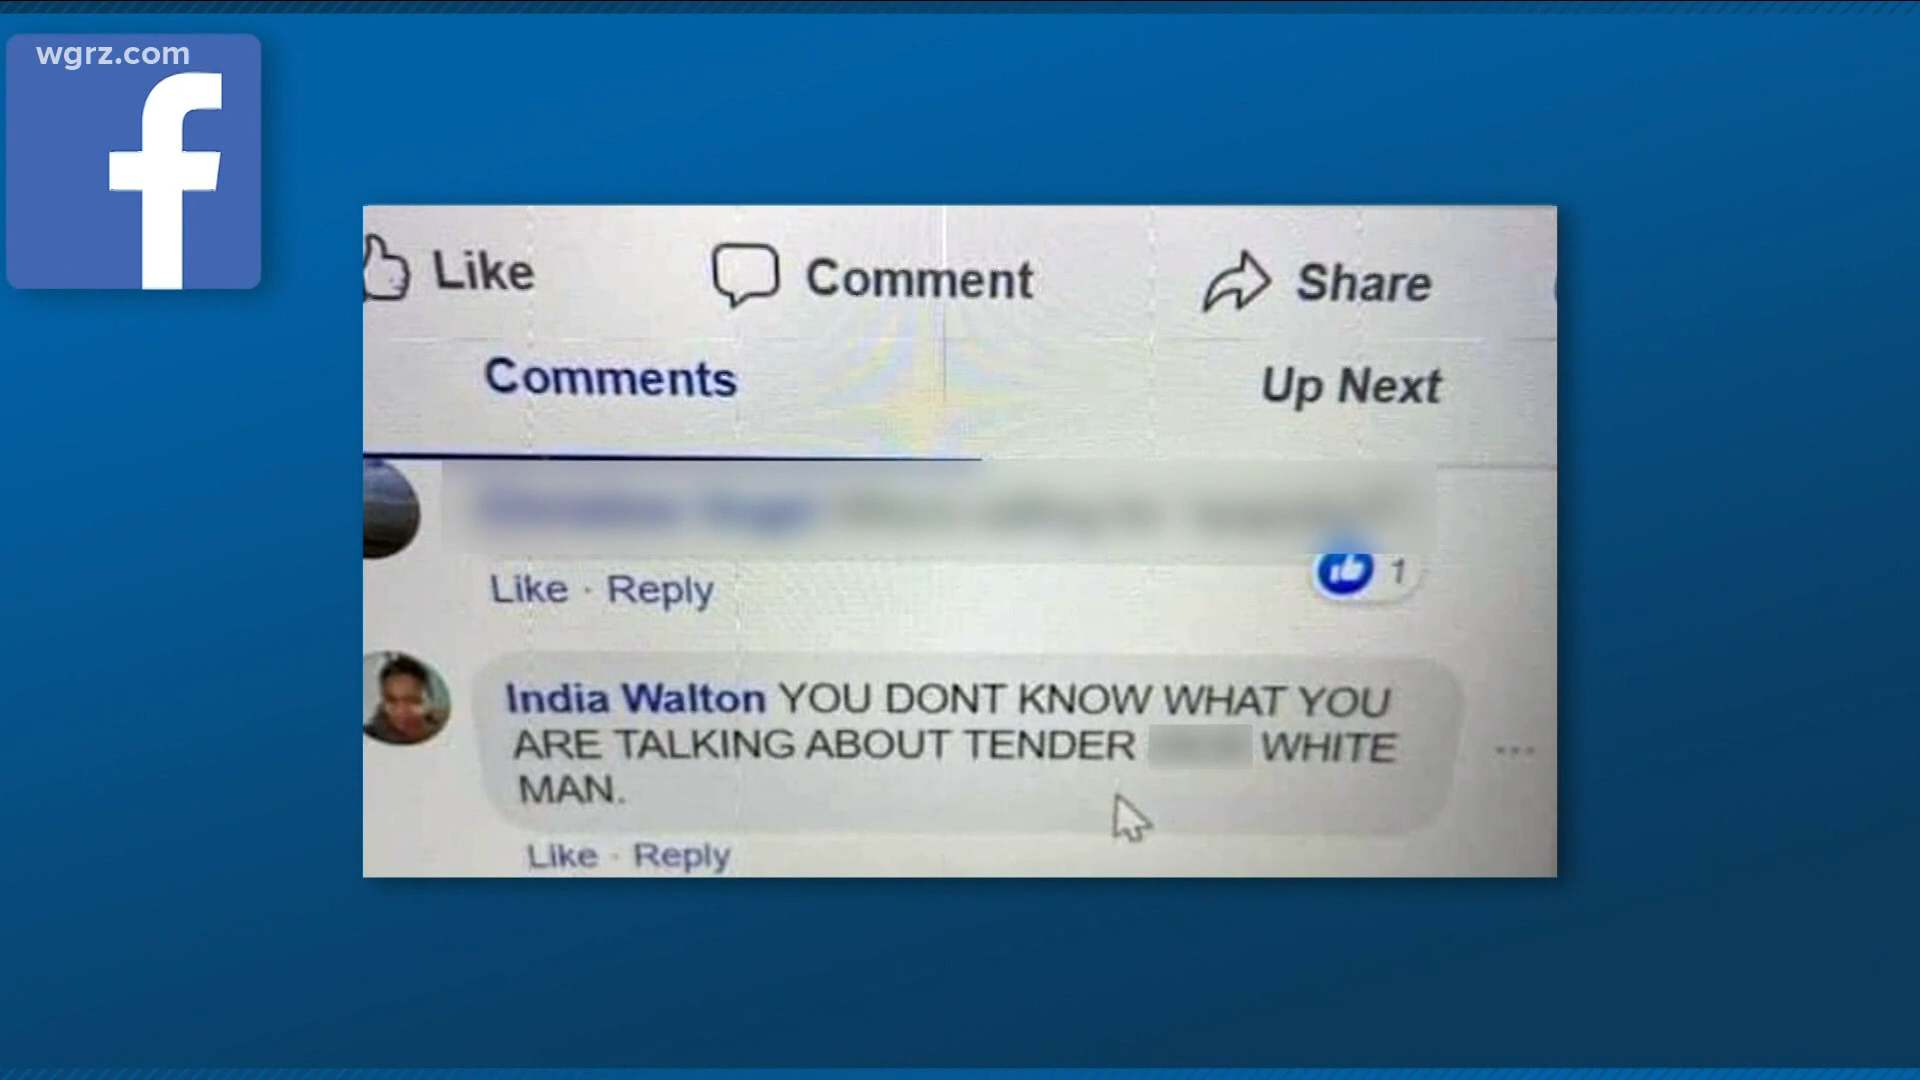 wgrz.com
f
Like Comment Share
Comments Up Next
Like · Reply
1
India Walton YOU DONT KNOW WHAT YOU
ARE TALKING ABOUT TENDER WHITE
MAN.
Like · Reply